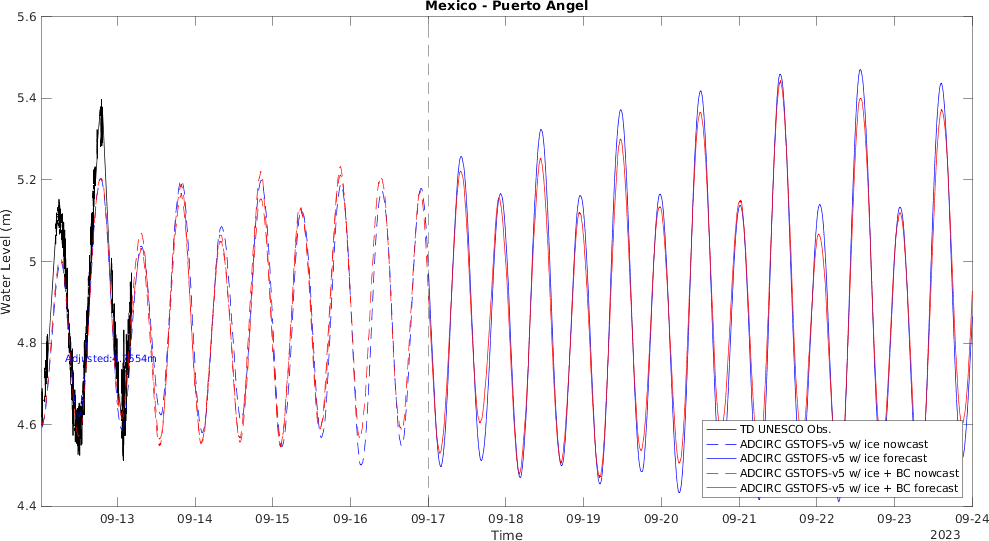 Mexico - Puerto Angel
5.6
5.4
5.2
5
4.8
4.6
4.4
Water Level (m)
TD UNESCO Obs.
ADCIRC GSTOFS-v5 w/ ice nowcast
ADCIRC GSTOFS-v5 w/ ice forecast
ADCIRC GSTOFS-v5 w/ ice + BC nowcast
ADCIRC GSTOFS-v5 w/ ice + BC forecast
09-13 09-14 09-15 09-16 09-17 09-18 09-19 09-20 09-21 09-22 09-23 09-24
Time
2023